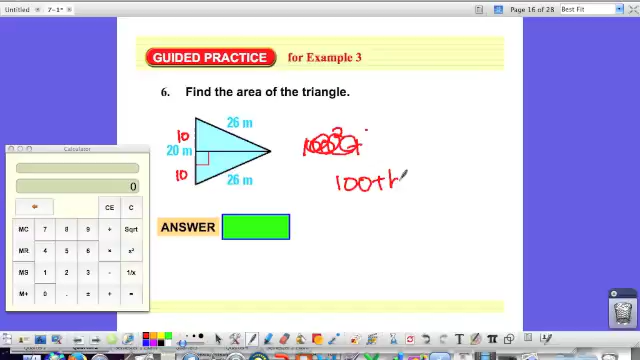 Untitled 7-1* Page 16 of 28 Best Fit
GUIDED PRACTICE for Example 3
6. Find the area of the triangle.
26 m
10
20 m
10
26 m
100+h
ANSWER
Calculator
0
CE C
MC 7 8 9 ÷ Sqrt
MR 4 5 6 × x²
MS 1 2 3 - 1/x
M+ 0 . ± + =